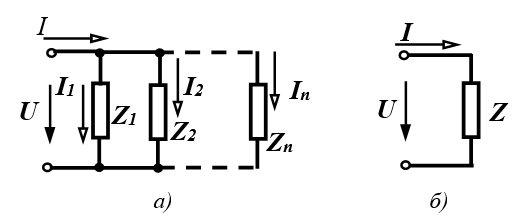 I I
I1 I2 In
U Z1 Z2 Zn U Z
а) б)